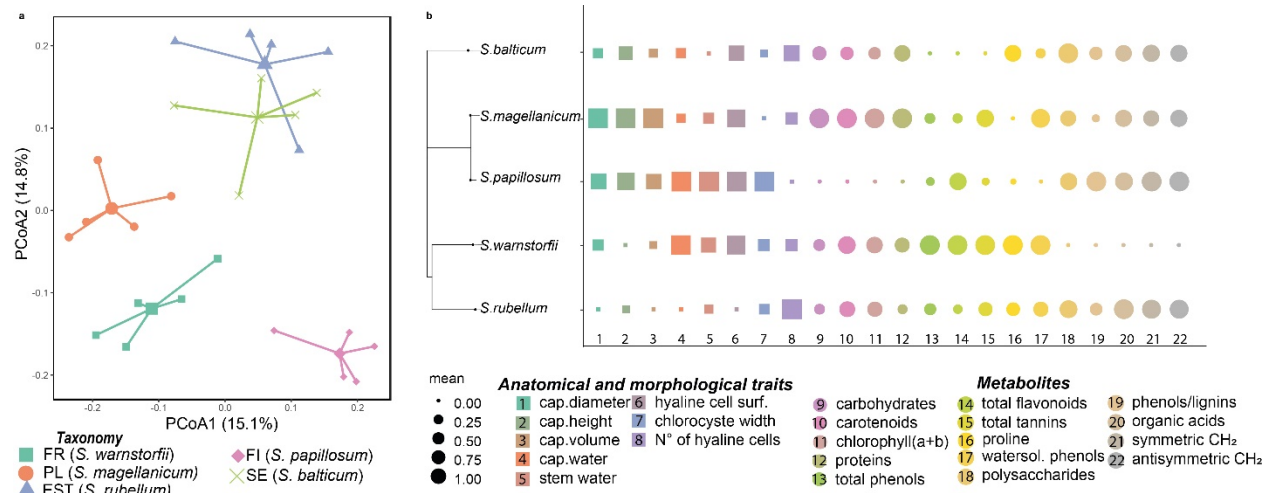 a
PCoA2 (14.8%)
0.2
0.1
0.0
-0.1
-0.2
-0.2
-0.1
0.0
0.1
0.2
PCoA1 (15.1%)
Taxonomy
FR (S. warnstorfii)
PL (S. magellanicum)
EST (S. rubellum)
FI (S. papillosum)
SE (S. balticum)
b
S.balticum
S.magellanicum
S.papillosum
S.warnstorfii
S.rubellum
1 2 3 4 5 6 7 8 9 10 11 12 13 14 15 16 17 18 19 20 21 22
mean
0.00
0.25
0.50
0.75
1.00
Anatomical and morphological traits
1 cap.diameter
2 cap.height
3 cap.volume
4 cap.water
5 stem water
6 hyaline cell surf.
7 chlorocyste width
8 N° of hyaline cells
Metabolites
9 carbohydrates
10 carotenoids
11 chlorophyll(a+b)
12 proteins
13 total phenols
14 total flavonoids
15 total tannins
16 proline
17 watersol. phenols
18 polysaccharides
19 phenols/lignins
20 organic acids
21 symmetric CH₂
22 antisymmetric CH₂